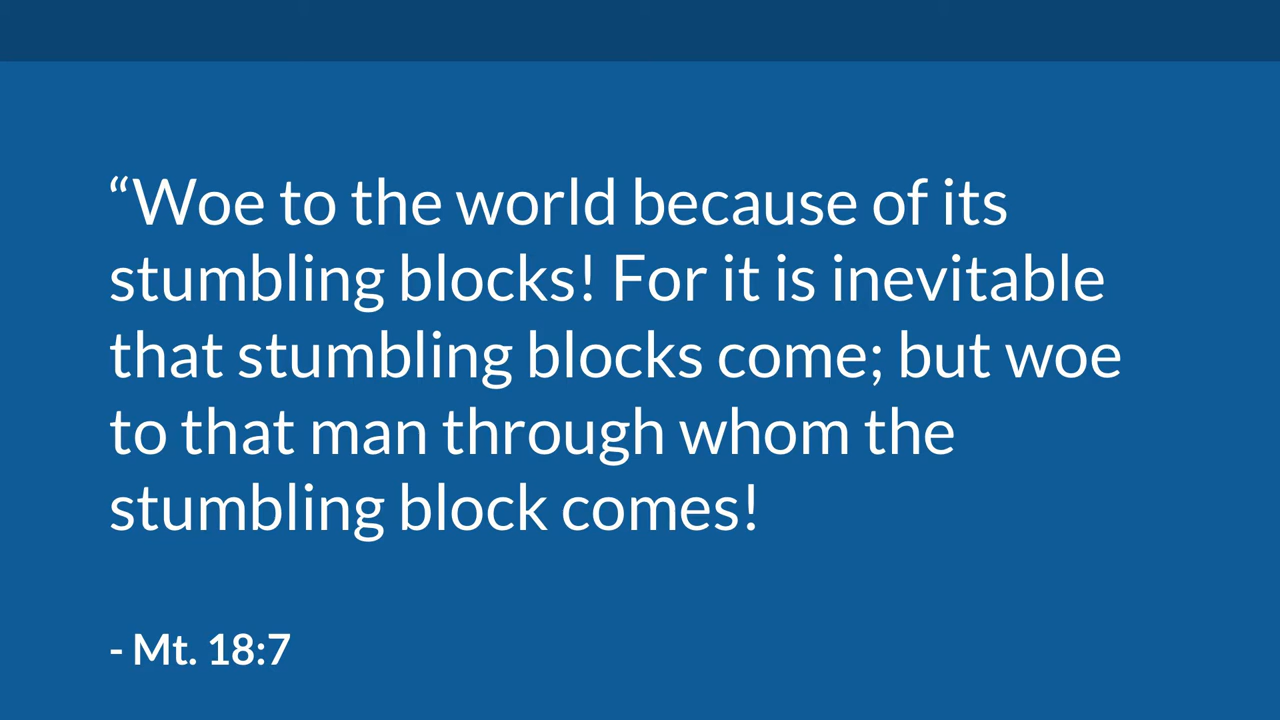 “Woe to the world because of its
stumbling blocks! For it is inevitable
that stumbling blocks come; but woe
to that man through whom the
stumbling block comes!
- Mt. 18:7